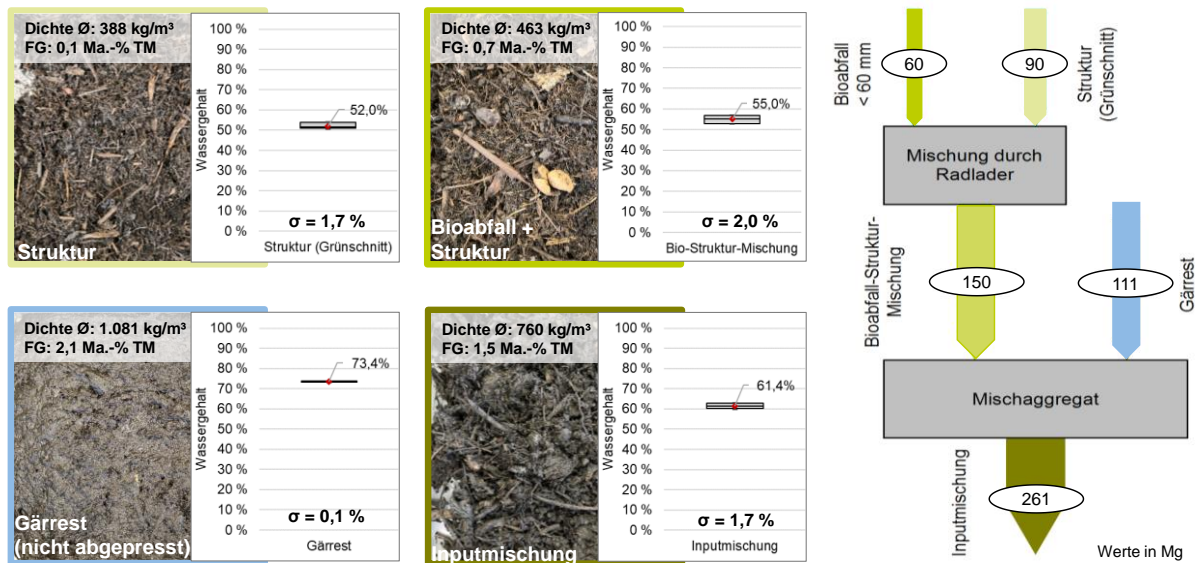 Dichte Ø: 388 kg/m³
FG: 0,1 Ma.-% TM
Struktur
Wassergehalt
100 %
90 %
80 %
70 %
60 %
50 %
40 %
30 %
20 %
10 %
0 %
52,0%
σ = 1,7 %
Struktur (Grünschnitt)
Dichte Ø: 463 kg/m³
FG: 0,7 Ma.-% TM
Bioabfall +
Struktur
Wassergehalt
100 %
90 %
80 %
70 %
60 %
50 %
40 %
30 %
20 %
10 %
0 %
55,0%
σ = 2,0 %
Bio-Struktur-Mischung
Dichte Ø: 1.081 kg/m³
FG: 2,1 Ma.-% TM
Gärrest
(nicht abgepresst)
Wassergehalt
100 %
90 %
80 %
70 %
60 %
50 %
40 %
30 %
20 %
10 %
0 %
73,4%
σ = 0,1 %
Gärrest
Dichte Ø: 760 kg/m³
FG: 1,5 Ma.-% TM
Inputmischung
Wassergehalt
100 %
90 %
80 %
70 %
60 %
50 %
40 %
30 %
20 %
10 %
0 %
61,4%
σ = 1,7 %
Inputmischung
Bioabfall
< 60 mm
60
90
Struktur
(Grünschnitt)
Mischung durch
Radlader
Bioabfall-Struktur-
Mischung
150
111
Gärrest
Mischaggregat
Inputmischung
261
Werte in Mg